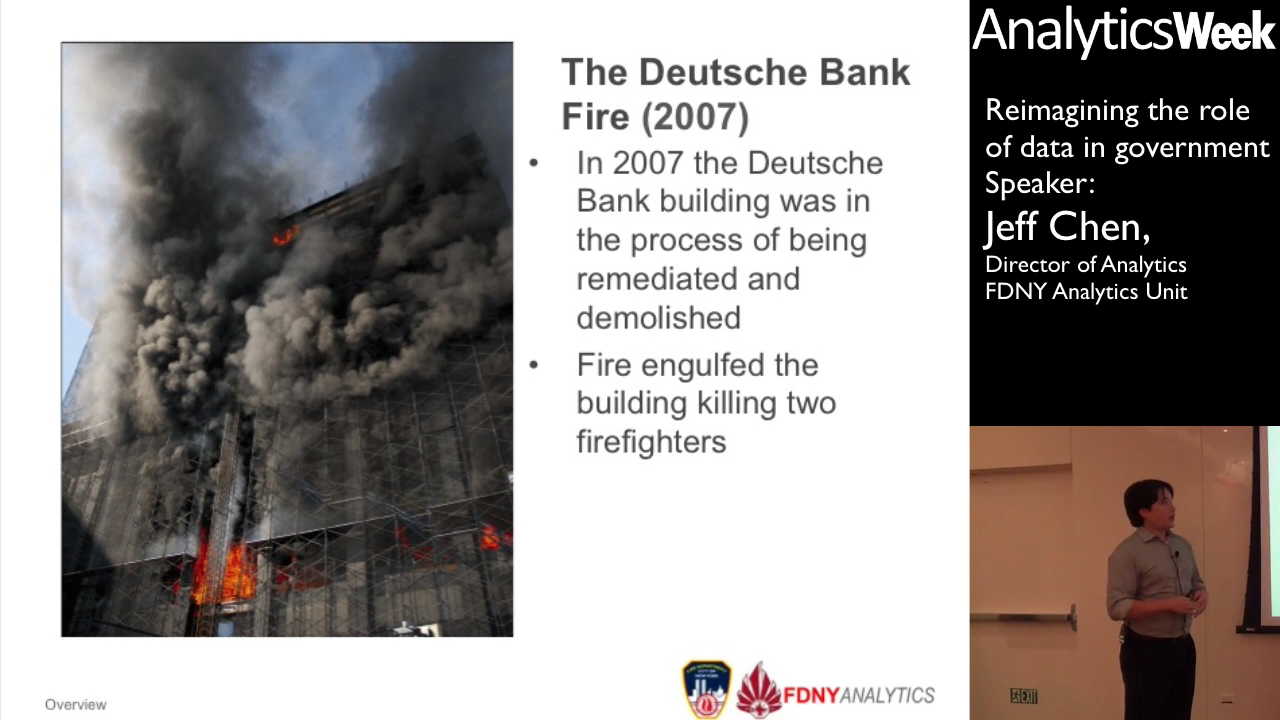 The Deutsche Bank
Fire (2007)
• In 2007 the Deutsche
Bank building was in
the process of being
remediated and
demolished
• Fire engulfed the
building killing two
firefighters
Overview
FDNYANALYTICS
AnalyticsWeek
Reimagining the role
of data in government
Speaker:
Jeff Chen,
Director of Analytics
FDNY Analytics Unit
EXIT